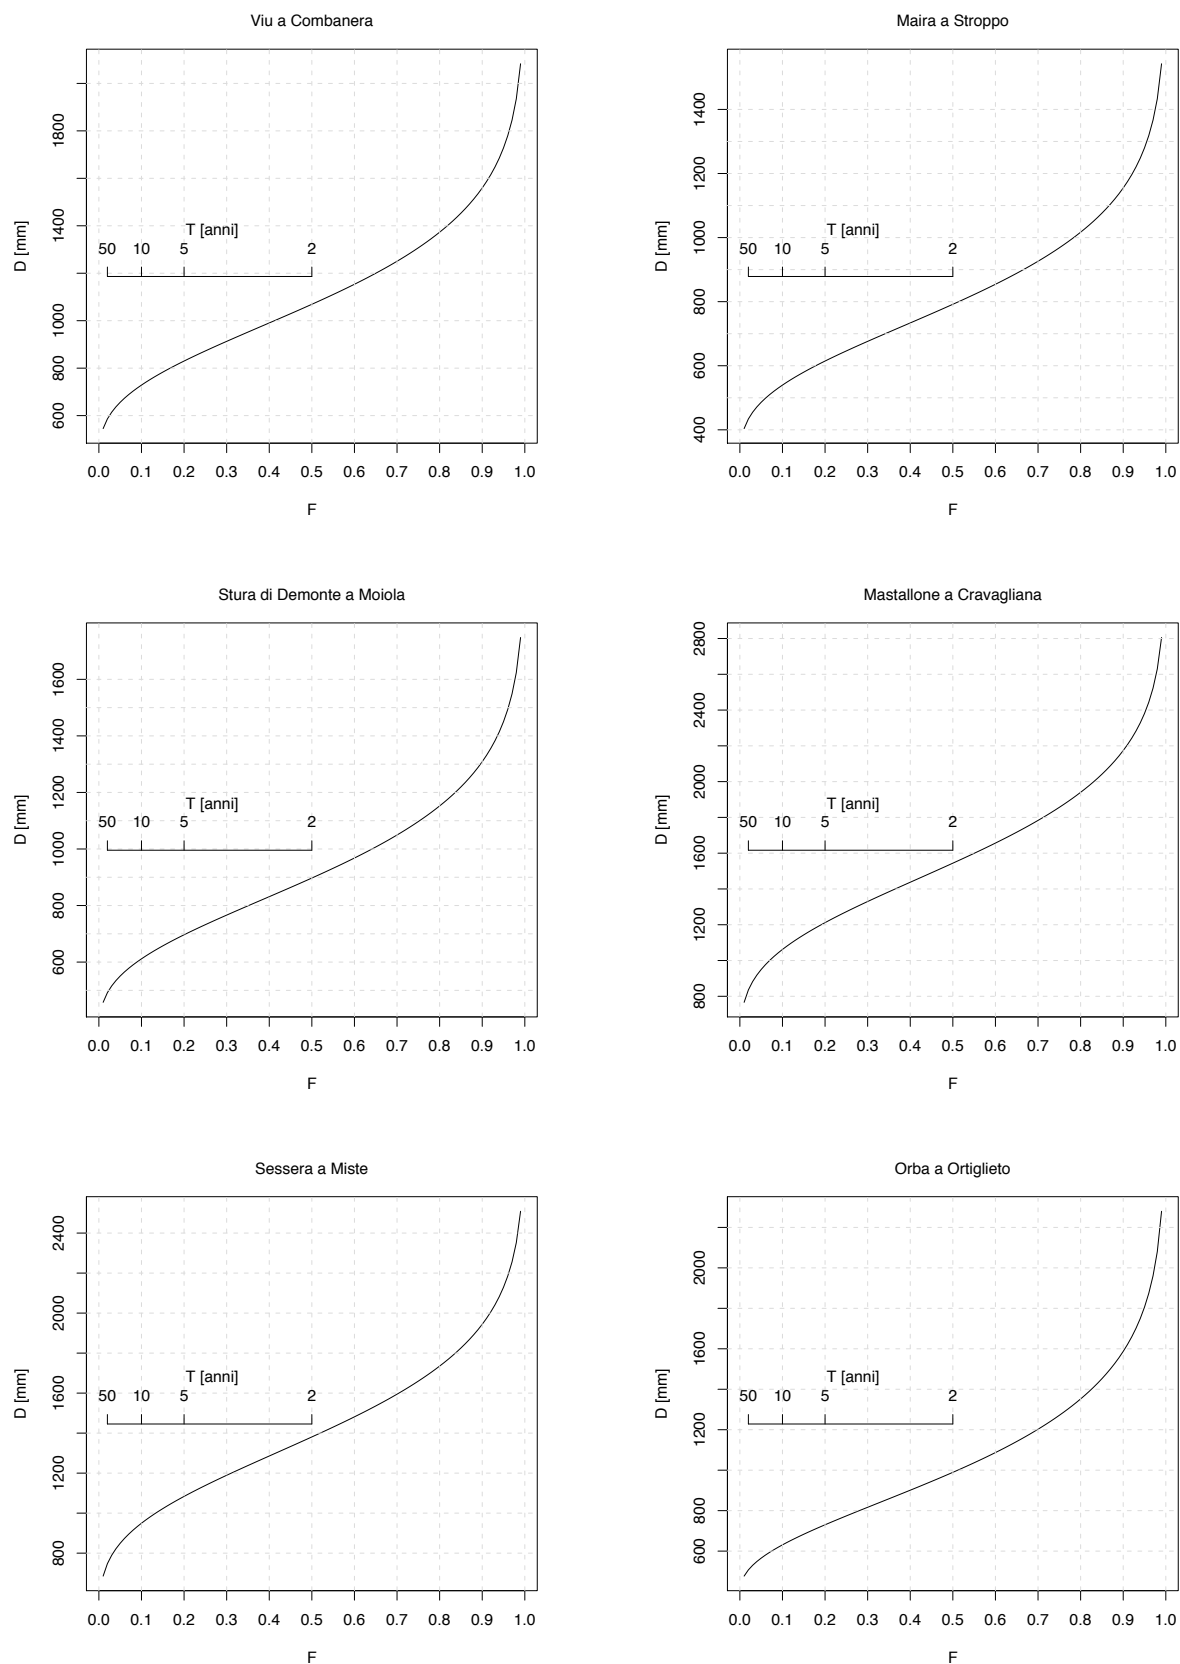 Viu a Combanera
D [mm]
1800
1400
1000
800
600
T [anni]
50 10 5 2
0.0 0.1 0.2 0.3 0.4 0.5 0.6 0.7 0.8 0.9 1.0
F
Maira a Stroppo
D [mm]
1400
1200
1000
800
600
400
T [anni]
50 10 5 2
0.0 0.1 0.2 0.3 0.4 0.5 0.6 0.7 0.8 0.9 1.0
F
Stura di Demonte a Moiola
D [mm]
1600
1400
1200
1000
800
600
T [anni]
50 10 5 2
0.0 0.1 0.2 0.3 0.4 0.5 0.6 0.7 0.8 0.9 1.0
F
Mastallone a Cravagliana
D [mm]
2800
2400
2000
1600
1200
800
T [anni]
50 10 5 2
0.0 0.1 0.2 0.3 0.4 0.5 0.6 0.7 0.8 0.9 1.0
F
Sessera a Miste
D [mm]
2400
2000
1600
1200
800
T [anni]
50 10 5 2
0.0 0.1 0.2 0.3 0.4 0.5 0.6 0.7 0.8 0.9 1.0
F
Orba a Ortiglieto
D [mm]
2000
1600
1200
800
600
T [anni]
50 10 5 2
0.0 0.1 0.2 0.3 0.4 0.5 0.6 0.7 0.8 0.9 1.0
F